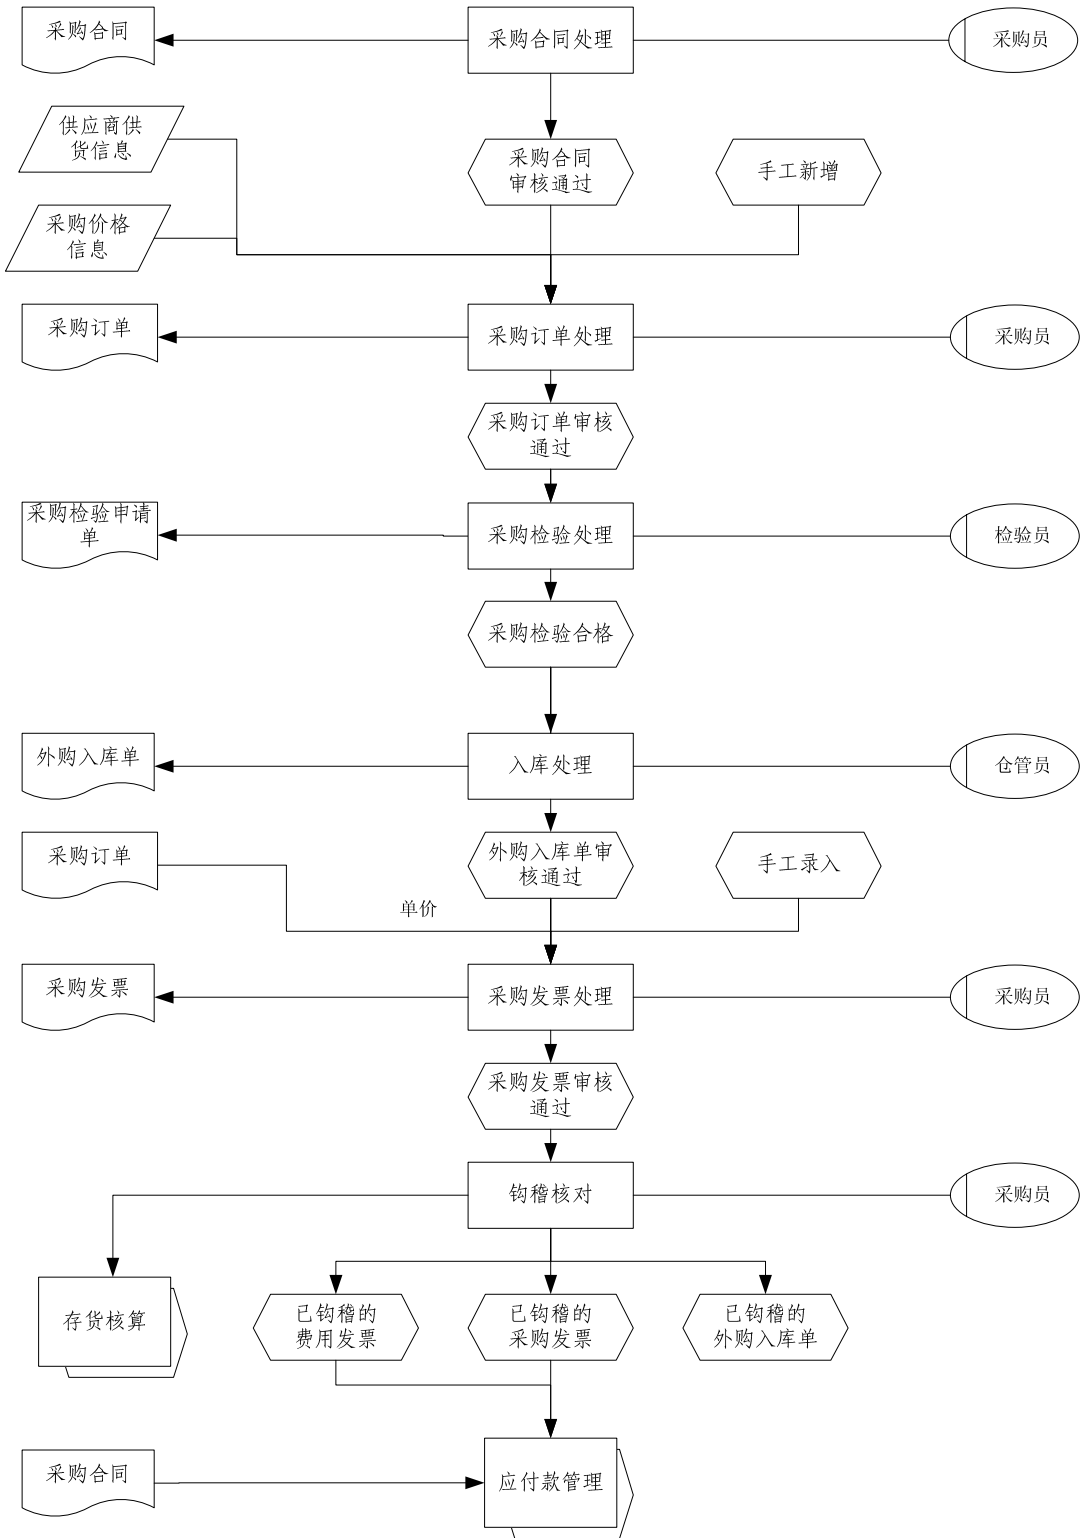 采购合同
采购合同处理
采购员
供应商供
货信息
采购合同
审核通过
手工新增
采购价格
信息
采购订单
采购订单处理
采购员
采购订单审核
通过
采购检验申请
单
采购检验处理
检验员
采购检验合格
外购入库单
入库处理
仓管员
采购订单
外购入库单审
核通过
手工录入
单价
采购发票
采购发票处理
采购员
采购发票审核
通过
钩稽核对
采购员
存货核算
已钩稽的
费用发票
已钩稽的
采购发票
已钩稽的
外购入库单
采购合同
应付款管理